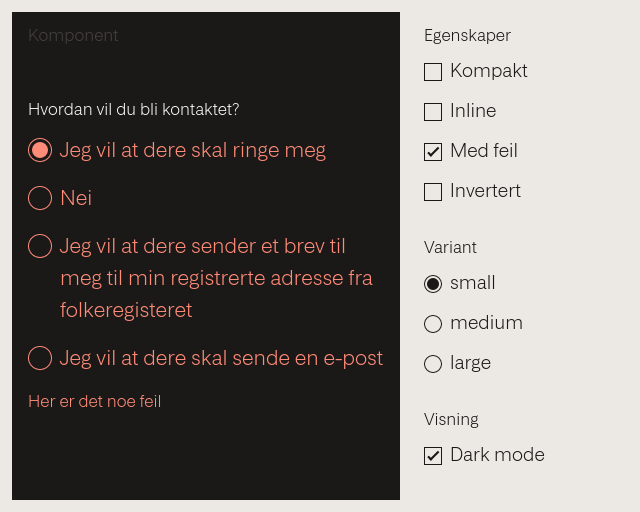 Komponent
Hvordan vil du bli kontaktet?
Jeg vil at dere skal ringe meg
Nei
Jeg vil at dere sender et brev til
meg til min registrerte adresse fra
folkeregisteret
Jeg vil at dere skal sende en e-post
Her er det noe feil
Egenskaper
Kompakt
Inline
Med feil
Invertert
Variant
small
medium
large
Visning
Dark mode